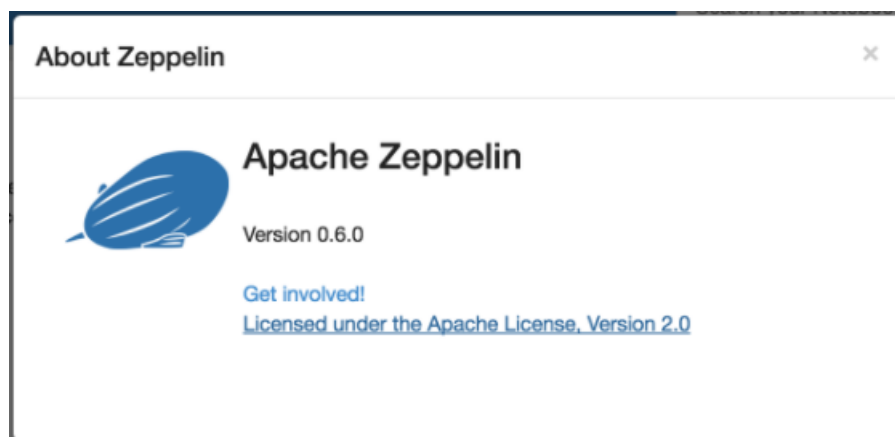 About Zeppelin
×
Apache Zeppelin
Version 0.6.0
Get involved!
Licensed under the Apache License, Version 2.0